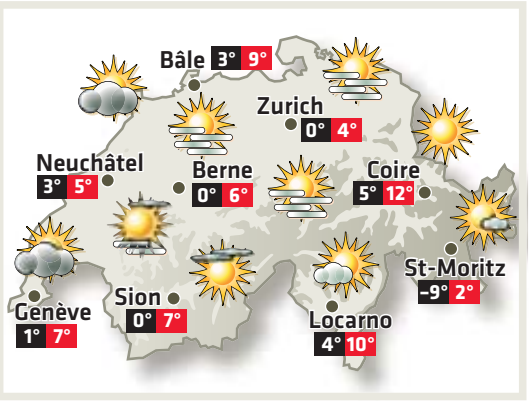 Bâle 3° 9°
Zurich
0° 4°
Neuchâtel
3° 5°
Berne
0° 6°
Coire
5° 12°
St-Moritz
-9° 2°
Genève
1° 7°
Sion
0° 7°
Locarno
4° 10°